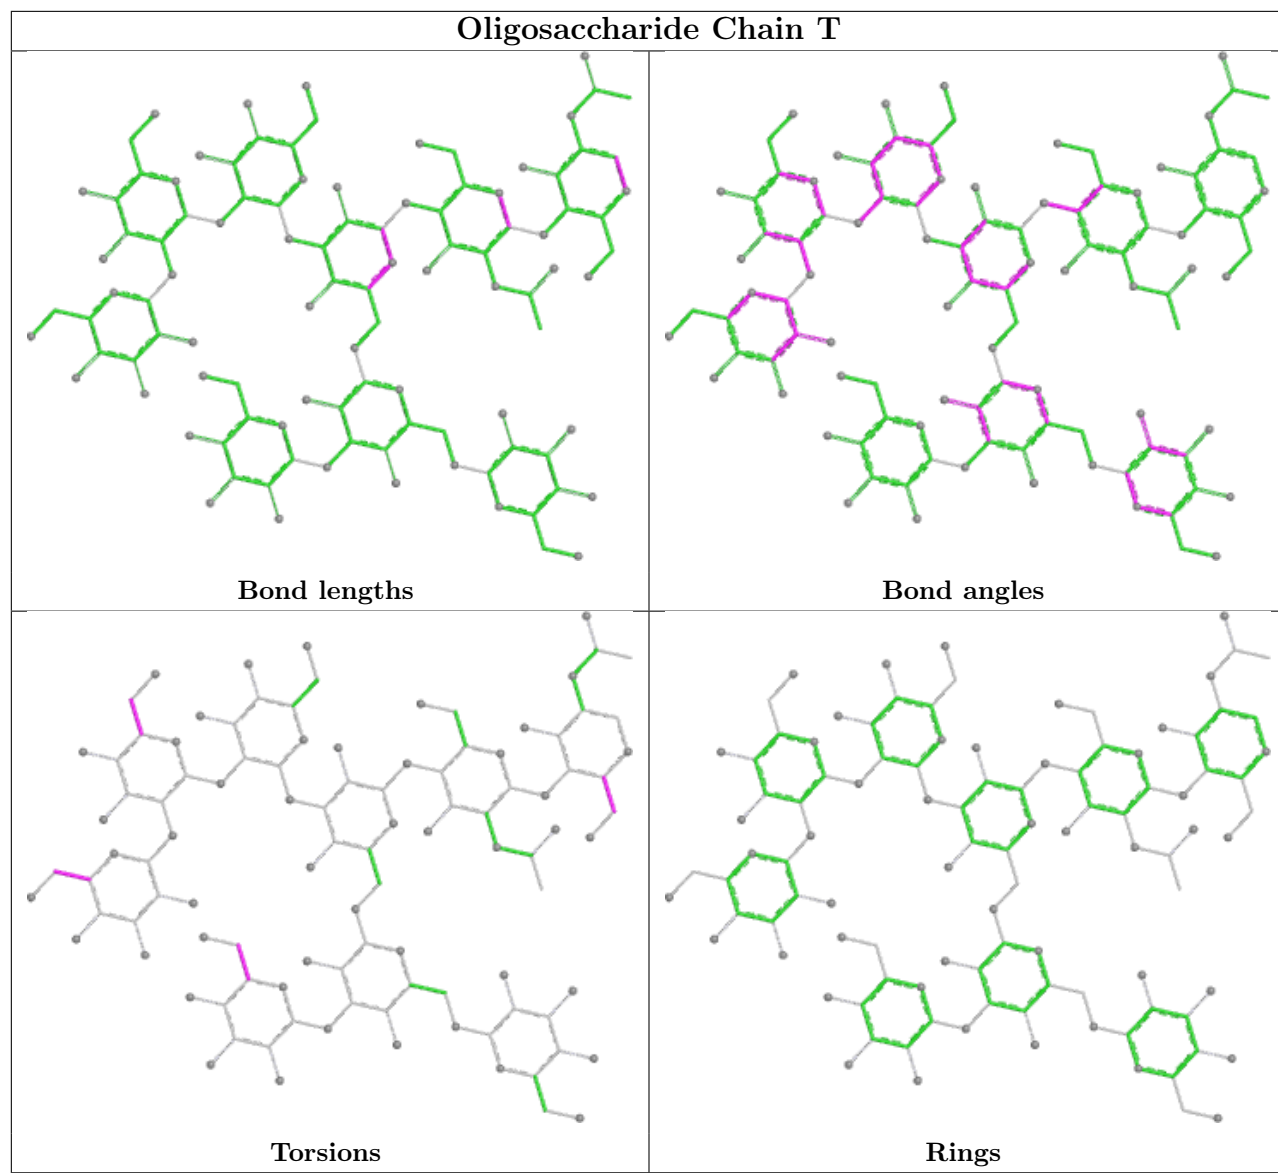 Oligosaccharide Chain T
Bond lengths
Bond angles
Torsions
Rings